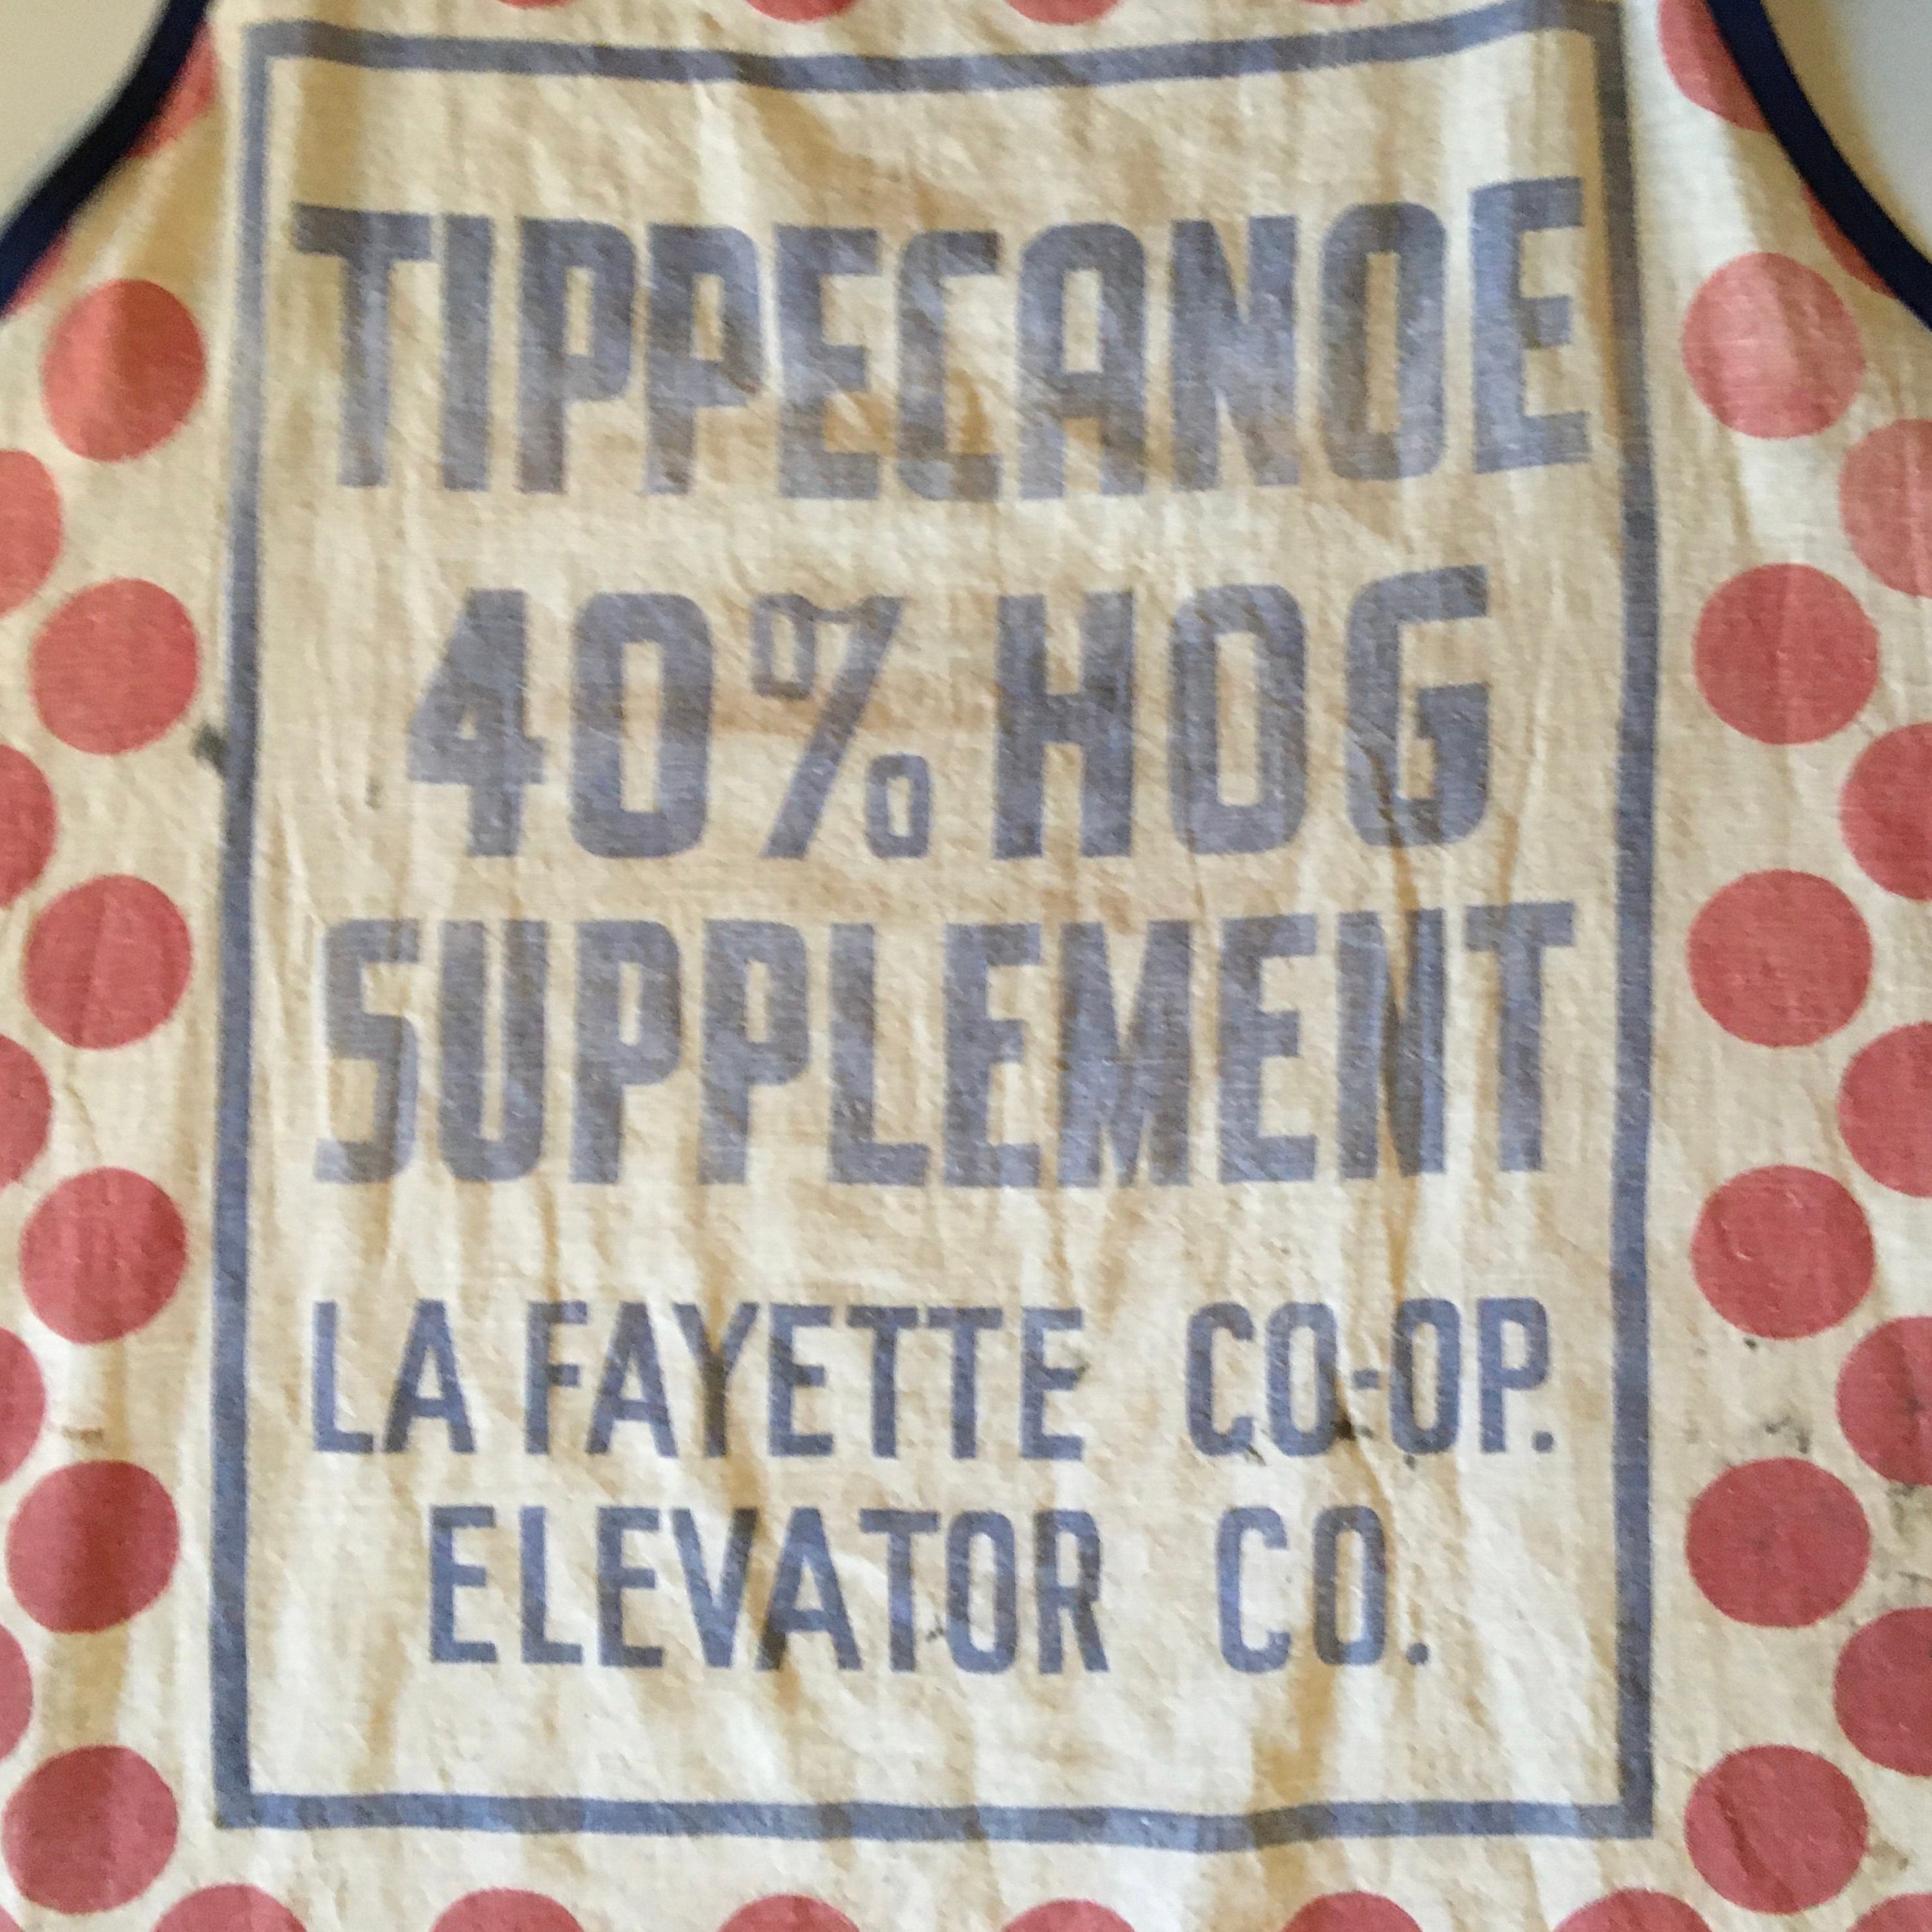 TIPPECANOE
40% HOG
SUPPLEMENT
LA FAYETTE CO-OP.
ELEVATOR CO.